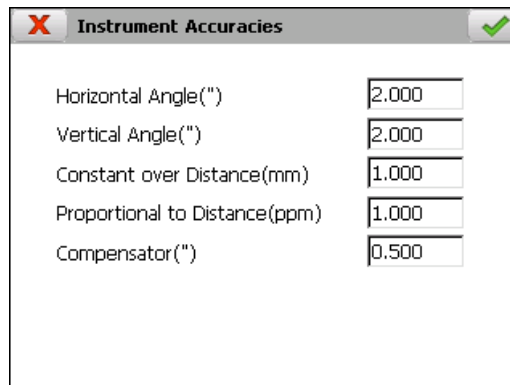 Instrument Accuracies
Horizontal Angle(") 2.000
Vertical Angle(") 2.000
Constant over Distance(mm) 1.000
Proportional to Distance(ppm) 1.000
Compensator(") 0.500